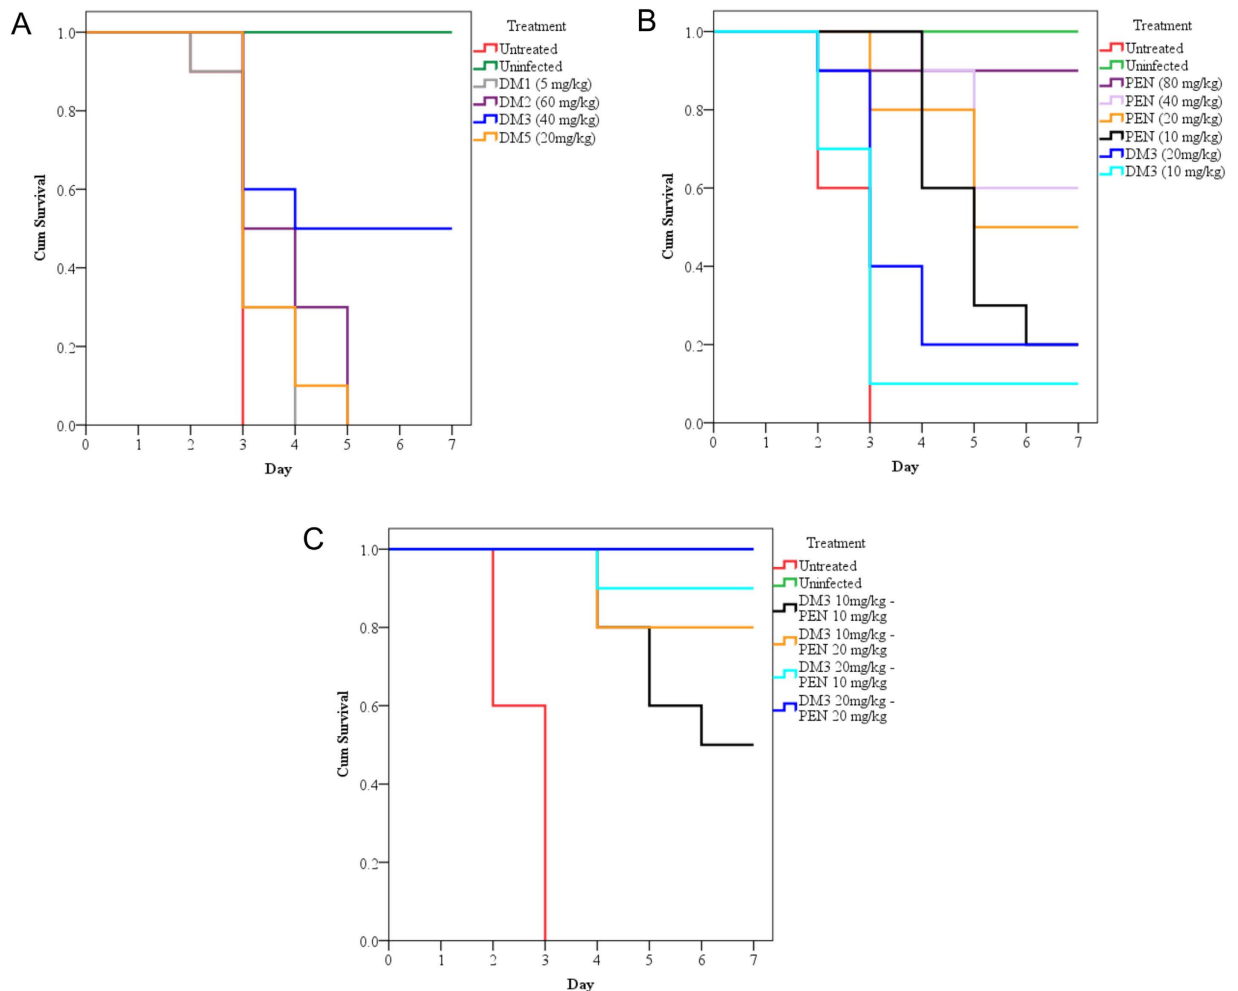 A
Treatment
Untreated
Uninfected
DM1 (5 mg/kg)
DM2 (60 mg/kg)
DM3 (40 mg/kg)
DM5 (20mg/kg)
Cum Survival
1.0
0.8
0.6
0.4
0.2
0.0
0 1 2 3 4 5 6 7
Day
B
Treatment
Untreated
Uninfected
PEN (80 mg/kg)
PEN (40 mg/kg)
PEN (20 mg/kg)
PEN (10 mg/kg)
DM3 (20mg/kg)
DM3 (10 mg/kg)
Cum Survival
1.0
0.8
0.6
0.4
0.2
0.0
0 1 2 3 4 5 6 7
Day
C
Treatment
Untreated
Uninfected
DM3 10mg/kg -
PEN 10 mg/kg
DM3 10mg/kg -
PEN 20 mg/kg
DM3 20mg/kg -
PEN 10 mg/kg
DM3 20mg/kg -
PEN 20 mg/kg
Cum Survival
1.0
0.8
0.6
0.4
0.2
0.0
0 1 2 3 4 5 6 7
Day